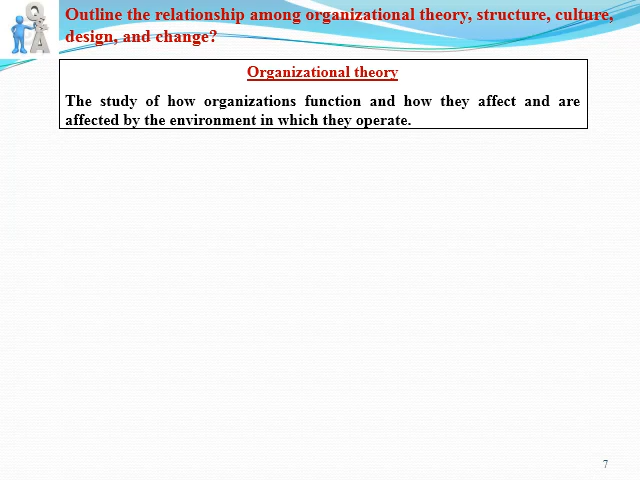 Outline the relationship among organizational theory, structure, culture,
design, and change?
Organizational theory
The study of how organizations function and how they affect and are
affected by the environment in which they operate.
Q
&
A
7